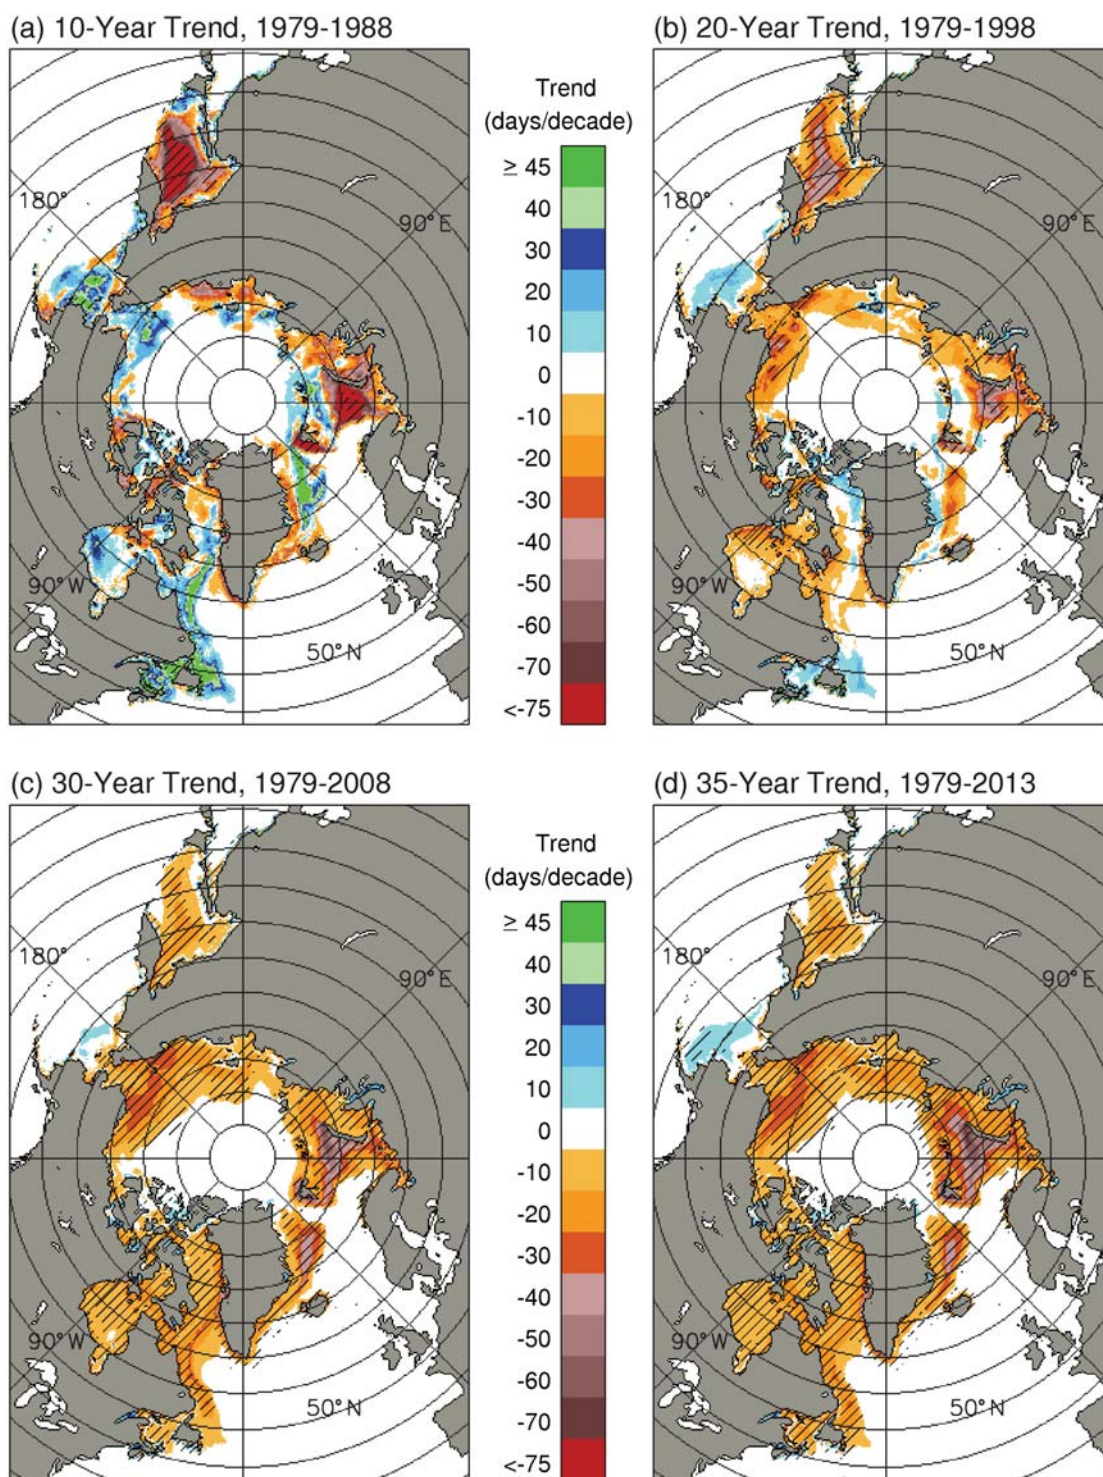 (a) 10-Year Trend, 1979-1988
(b) 20-Year Trend, 1979-1998
Trend
(days/decade)
≥ 45
40
30
20
10
0
-10
-20
-30
-40
-50
-60
-70
<-75
180°
90°E
90°W
50°N
180°
90°E
90°W
50°N
(c) 30-Year Trend, 1979-2008
(d) 35-Year Trend, 1979-2013
Trend
(days/decade)
≥ 45
40
30
20
10
0
-10
-20
-30
-40
-50
-60
-70
<-75
180°
90°E
90°W
50°N
180°
90°E
90°W
50°N